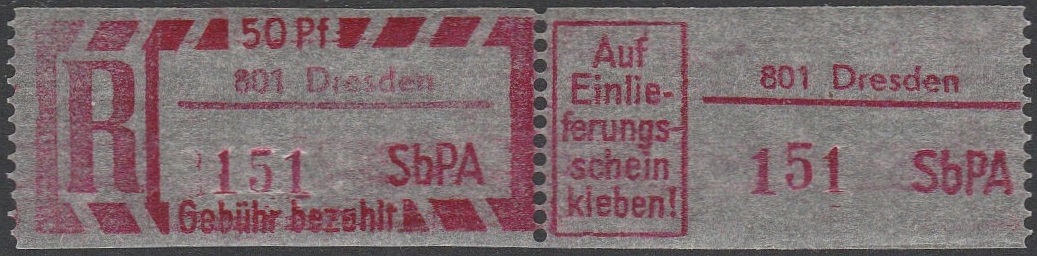 50 Pf
R
801 Dresden
151 SbPA
Gebühr bezahlt
Auf
Einlie-
ferungs-
schein
kleben!
801 Dresden
151 SbPA